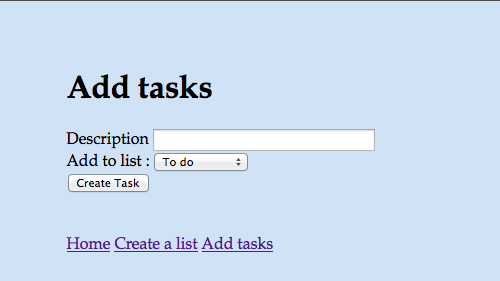 Add tasks
Description
Add to list : To do
Create Task
Home Create a list Add tasks